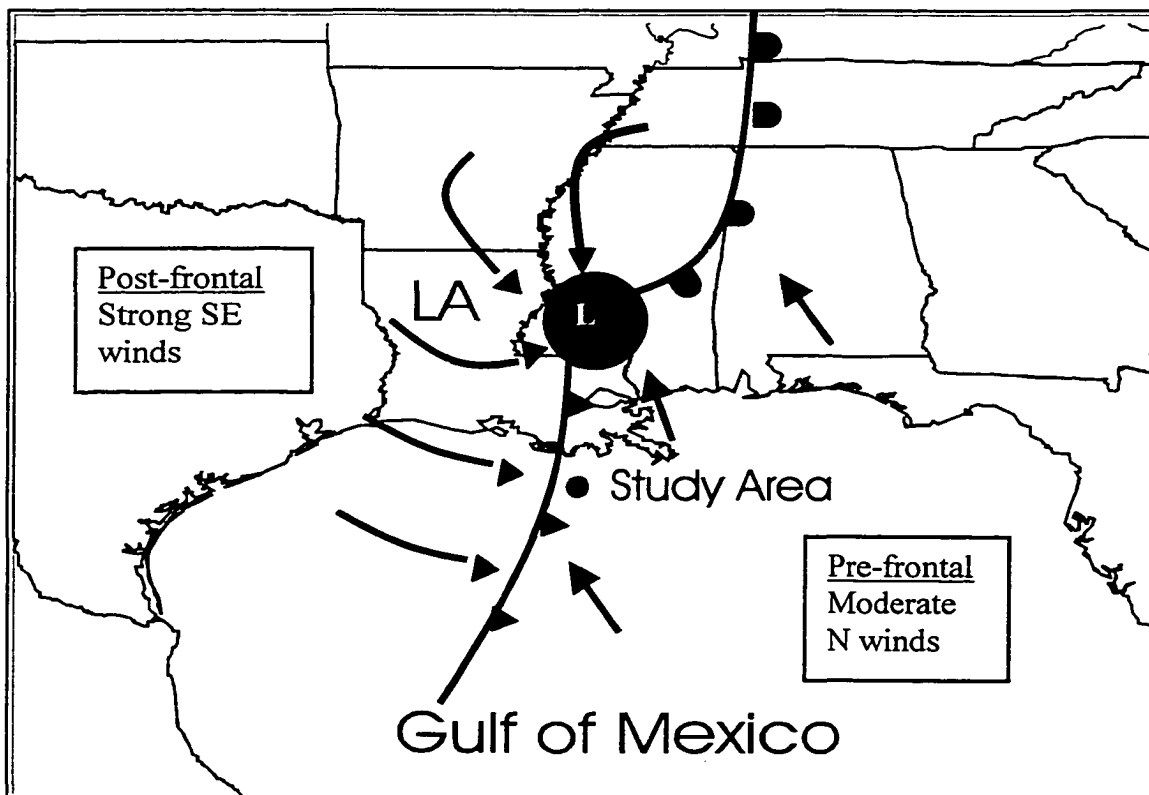 Post-frontal
Strong SE
winds
LA
L
Study Area
Pre-frontal
Moderate
N winds
Gulf of Mexico